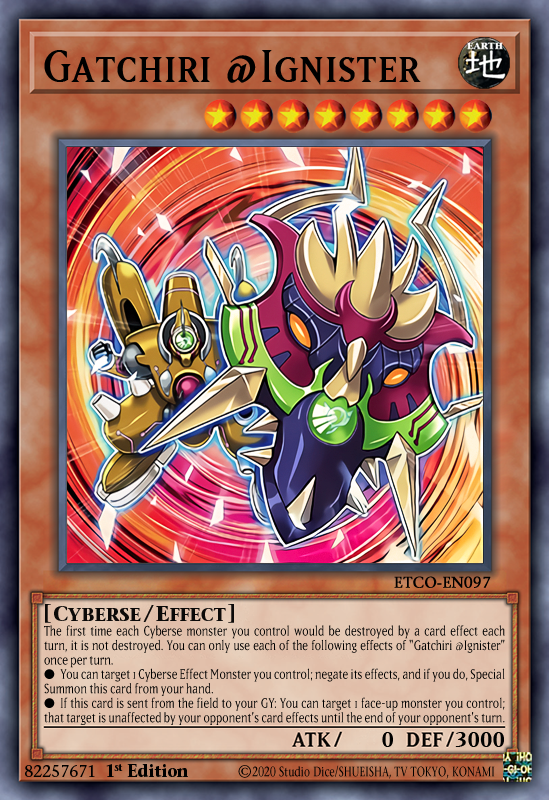 Gatchiri @Ignister
EARTH
地
ETCO-EN097
[Cyberse/Effect]
The first time each Cyberse monster you control would be destroyed by a card effect each
turn, it is not destroyed. You can only use each of the following effects of "Gatchiri @Ignister"
once per turn.
● You can target 1 Cyberse Effect Monster you control; negate its effects, and if you do, Special
Summon this card from your hand.
● If this card is sent from the field to your GY: You can target 1 face-up monster you control;
that target is unaffected by your opponent's card effects until the end of your opponent's turn.
ATK/ 0 DEF/3000
82257671 1st Edition ©2020 Studio Dice/SHUEISHA, TV TOKYO, KONAMI